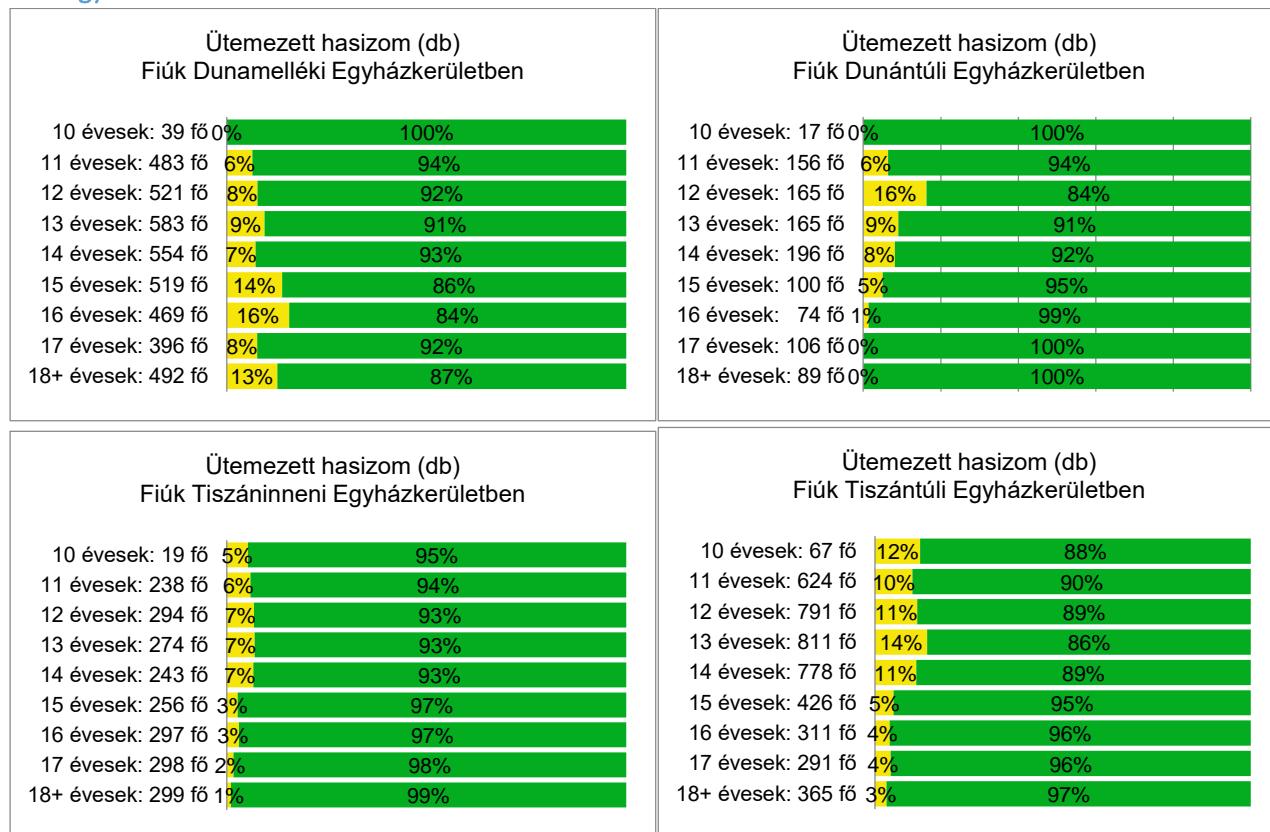 Ütemezett hasizom (db)
Fiúk Dunamelléki Egyházkerületben
10 évesek: 39 fő 0% 100%
11 évesek: 483 fő 6% 94%
12 évesek: 521 fő 8% 92%
13 évesek: 583 fő 9% 91%
14 évesek: 554 fő 7% 93%
15 évesek: 519 fő 14% 86%
16 évesek: 469 fő 16% 84%
17 évesek: 396 fő 8% 92%
18+ évesek: 492 fő 13% 87%
Ütemezett hasizom (db)
Fiúk Dunántúli Egyházkerületben
10 évesek: 17 fő 0% 100%
11 évesek: 156 fő 6% 94%
12 évesek: 165 fő 16% 84%
13 évesek: 165 fő 9% 91%
14 évesek: 196 fő 8% 92%
15 évesek: 100 fő 5% 95%
16 évesek: 74 fő 1% 99%
17 évesek: 106 fő 0% 100%
18+ évesek: 89 fő 0% 100%
Ütemezett hasizom (db)
Fiúk Tiszáninneni Egyházkerületben
10 évesek: 19 fő 5% 95%
11 évesek: 238 fő 6% 94%
12 évesek: 294 fő 7% 93%
13 évesek: 274 fő 7% 93%
14 évesek: 243 fő 7% 93%
15 évesek: 256 fő 3% 97%
16 évesek: 297 fő 3% 97%
17 évesek: 298 fő 2% 98%
18+ évesek: 299 fő 1% 99%
Ütemezett hasizom (db)
Fiúk Tiszántúli Egyházkerületben
10 évesek: 67 fő 12% 88%
11 évesek: 624 fő 10% 90%
12 évesek: 791 fő 11% 89%
13 évesek: 811 fő 14% 86%
14 évesek: 778 fő 11% 89%
15 évesek: 426 fő 5% 95%
16 évesek: 311 fő 4% 96%
17 évesek: 291 fő 4% 96%
18+ évesek: 365 fő 3% 97%